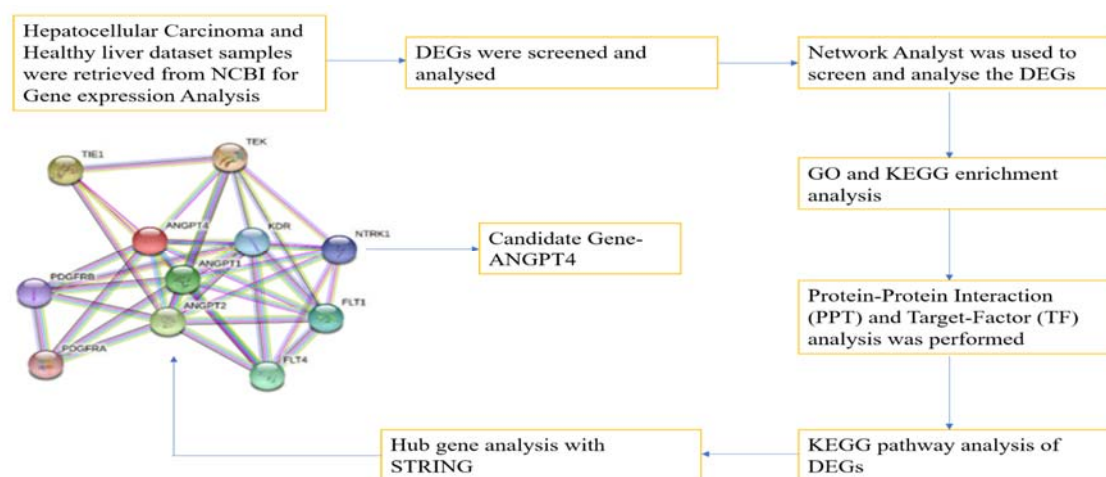 Hepatocellular Carcinoma and
Healthy liver dataset samples
were retrieved from NCBI for
Gene expression Analysis
DEGs were screened and
analysed
Network Analyst was used to
screen and analyse the DEGs
GO and KEGG enrichment
analysis
Protein-Protein Interaction
(PPT) and Target-Factor (TF)
analysis was performed
KEGG pathway analysis of
DEGs
Hub gene analysis with
STRING
TIE1
TEK
ANGPT4
KDR
NTRK1
ANGPT1
PDGFRB
ANGPT2
FLT1
PDGFRA
FLT4
Candidate Gene-
ANGPT4